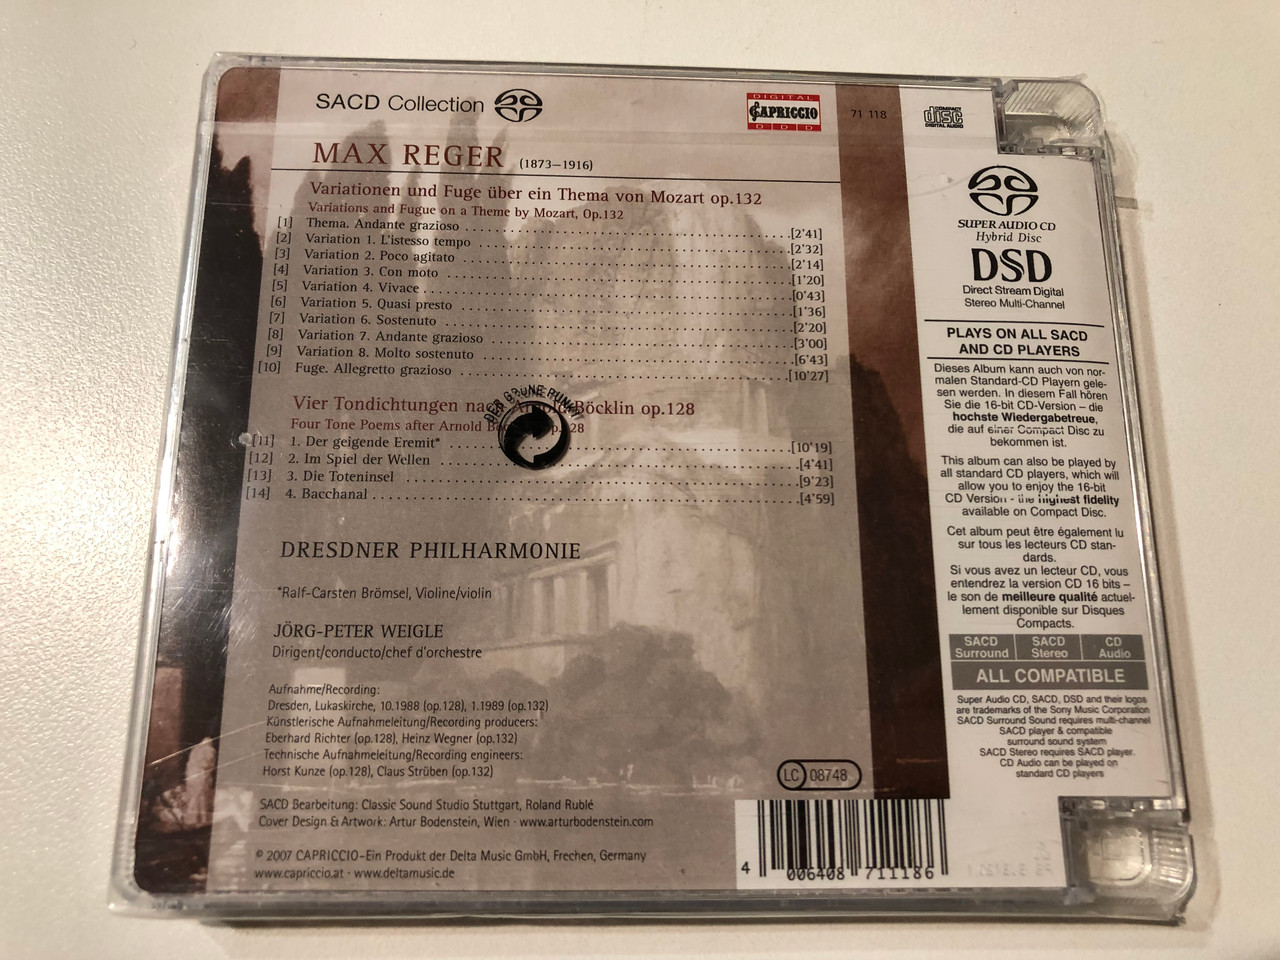 SACD Collection
DIGITAL
CAPRICCIO
DDD
71 118
COMPACT
disc
DIGITAL AUDIO
MAX REGER (1873–1916)
Variationen und Fuge über ein Thema von Mozart op.132
Variations and Fugue on a Theme by Mozart, Op.132
[1] Thema. Andante grazioso [2'41]
[2] Variation 1. L'istesso tempo [2'32]
[3] Variation 2. Poco agitato [2'14]
[4] Variation 3. Con moto [1'20]
[5] Variation 4. Vivace [0'43]
[6] Variation 5. Quasi presto [1'36]
[7] Variation 6. Sostenuto [2'20]
[8] Variation 7. Andante grazioso [3'00]
[9] Variation 8. Molto sostenuto [6'43]
[10] Fuge. Allegretto grazioso [10'27]
DER GRÜNE PUNKT
Vier Tondichtungen nach Arnold Böcklin op.128
Four Tone Poems after Arnold
[11] 1. Der geigende Eremit* [10'19]
[12] 2. Im Spiel der Wellen [4'41]
[13] 3. Die Toteninsel [9'23]
[14] 4. Bacchanal [4'59]
DRESDNER PHILHARMONIE
*Ralf-Carsten Brömsel, Violine/violin
JÖRG-PETER WEIGLE
Dirigent/conducto/chef d'orchestre
Aufnahme/Recording:
Dresden, Lukaskirche, 10.1988 (op.128), 1.1989 (op.132)
Künstlerische Aufnahmeleitung/Recording producers:
Eberhard Richter (op.128), Heinz Wegner (op.132)
Technische Aufnahmeleitung/Recording engineers:
Horst Kunze (op.128), Claus Strüben (op.132)
SACD Bearbeitung: Classic Sound Studio Stuttgart, Roland Rublé
Cover Design & Artwork: Artur Bodenstein, Wien · www.arturbodenstein.com
© 2007 CAPRICCIO–Ein Produkt der Delta Music GmbH, Frechen, Germany
www.capriccio.at · www.deltamusic.de
LC 08748
4 006408 711186
SUPER AUDIO CD
Hybrid Disc
DSD
Direct Stream Digital
Stereo Multi-Channel
PLAYS ON ALL SACD
AND CD PLAYERS
Dieses Album kann auch von nor-
malen Standard-CD Playern gele-
sen werden. In diesem Fall hören
Sie die 16-bit CD-Version – die
hochste Wiedergabetreue,
die auf einer Compact Disc zu
bekommen ist.
This album can also be played by
all standard CD players, which will
allow you to enjoy the 16-bit
CD Version - the highest fidelity
available on Compact Disc.
Cet album peut être également lu
sur tous les lecteurs CD stan-
dards.
Si vous avez un lecteur CD, vous
entendrez la version CD 16 bits –
le son de meilleure qualité actuel-
lement disponible sur Disques
Compacts.
SACD Surround
SACD Stereo
CD Audio
ALL COMPATIBLE
Super Audio CD, SACD, DSD and their logos
are trademarks of the Sony Music Corporation
SACD Surround Sound requires multi-channel
SACD player & compatible
surround sound system
SACD Stereo requires SACD player.
CD Audio can be played on
standard CD players